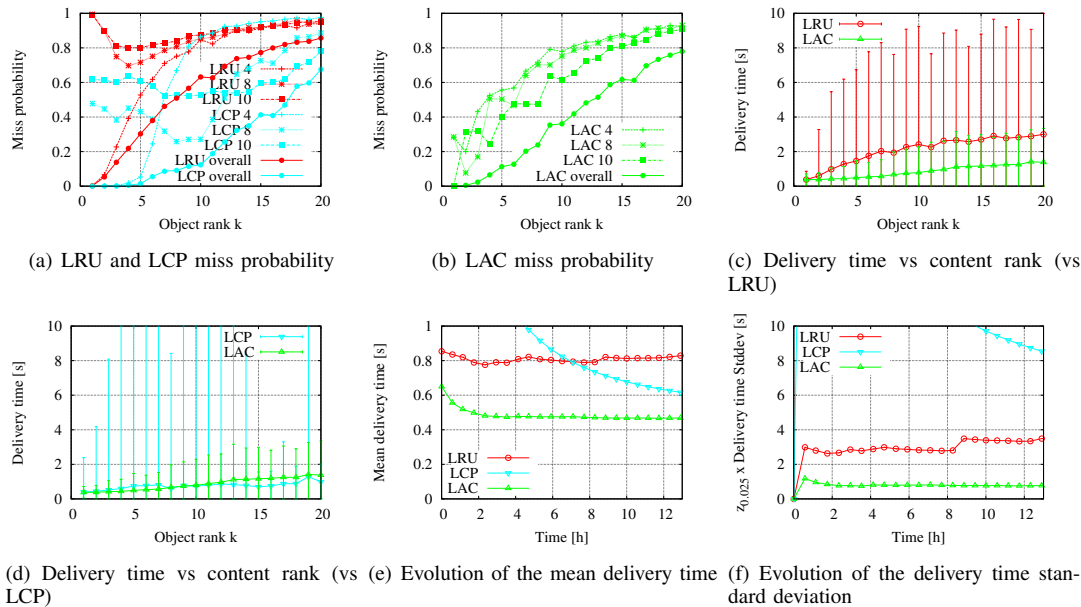 Miss probability
1
0.8
0.6
0.4
0.2
0
0
5
10
15
20
Object rank k
LRU 4
LRU 8
LRU 10
LCP 4
LCP 8
LCP 10
LRU overall
LCP overall
(a) LRU and LCP miss probability
Miss probability
1
0.8
0.6
0.4
0.2
0
0
5
10
15
20
Object rank k
LAC 4
LAC 8
LAC 10
LAC overall
(b) LAC miss probability
Delivery time [s]
10
8
6
4
2
0
0
5
10
15
20
Object rank k
LRU
LAC
(c) Delivery time vs content rank (vs
LRU)
Delivery time [s]
10
8
6
4
2
0
0
5
10
15
20
Object rank k
LCP
LAC
(d) Delivery time vs content rank (vs
LCP)
Mean delivery time [s]
1
0.8
0.6
0.4
0.2
0
0
2
4
6
8
10
12
Time [h]
LRU
LCP
LAC
(e) Evolution of the mean delivery time
z0.025 x Delivery time Stddev [s]
10
8
6
4
2
0
0
2
4
6
8
10
12
Time [h]
LRU
LCP
LAC
(f) Evolution of the delivery time stan-
dard deviation